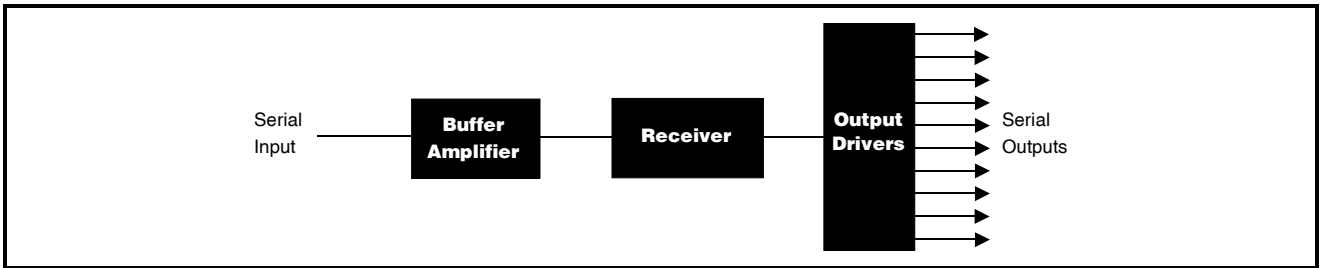 Serial
Input
Buffer
Amplifier
Receiver
Output
Drivers
Serial
Outputs